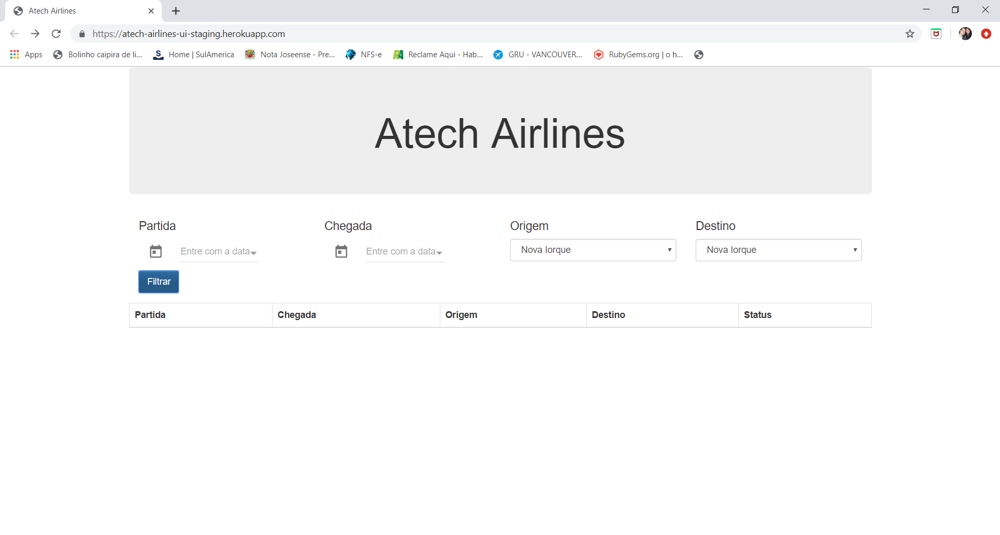 Atech Airlines
https://atech-airlines-ui-staging.herokuapp.com
Apps Bolinho caipira de li... Home | SulAmerica Nota Joseense - Pre... NFS-e Reclame Aqui - Hab... GRU - VANCOUVER... RubyGems.org | o h...
Atech Airlines
Partida Chegada Origem Destino
Entre com a data Entre com a data Nova Iorque Nova Iorque
Filtrar
Partida Chegada Origem Destino Status